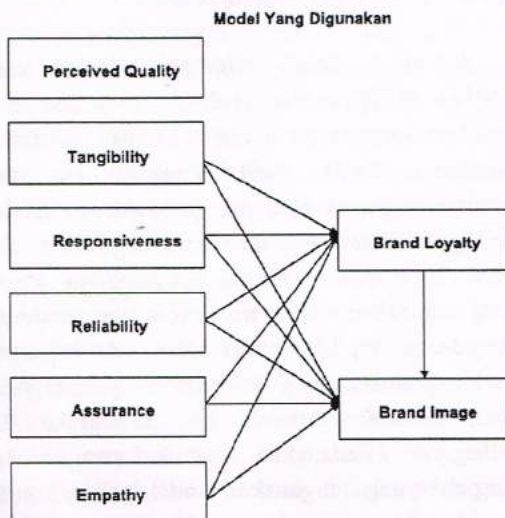 Model Yang Digunakan
Perceived Quality
Tangibility
Responsiveness
Brand Loyalty
Reliability
Assurance
Brand Image
Empathy